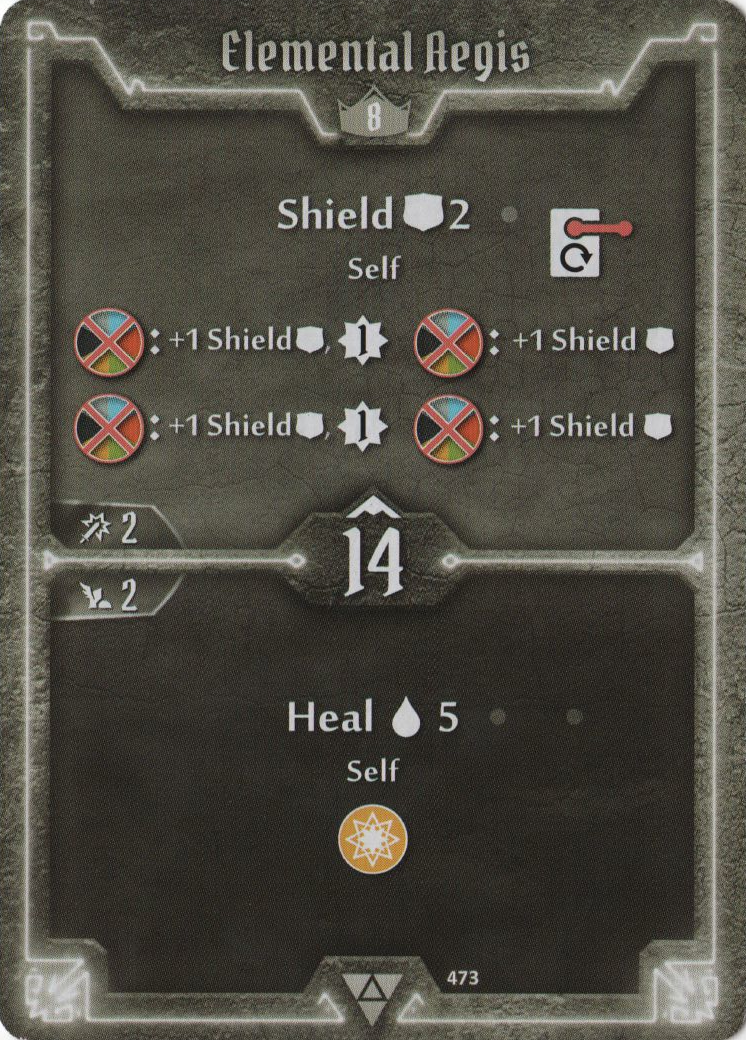 Elemental Aegis
8
Shield 2
Self
: +1 Shield, 1
: +1 Shield
: +1 Shield, 1
: +1 Shield
2
14
2
Heal 5
Self
473